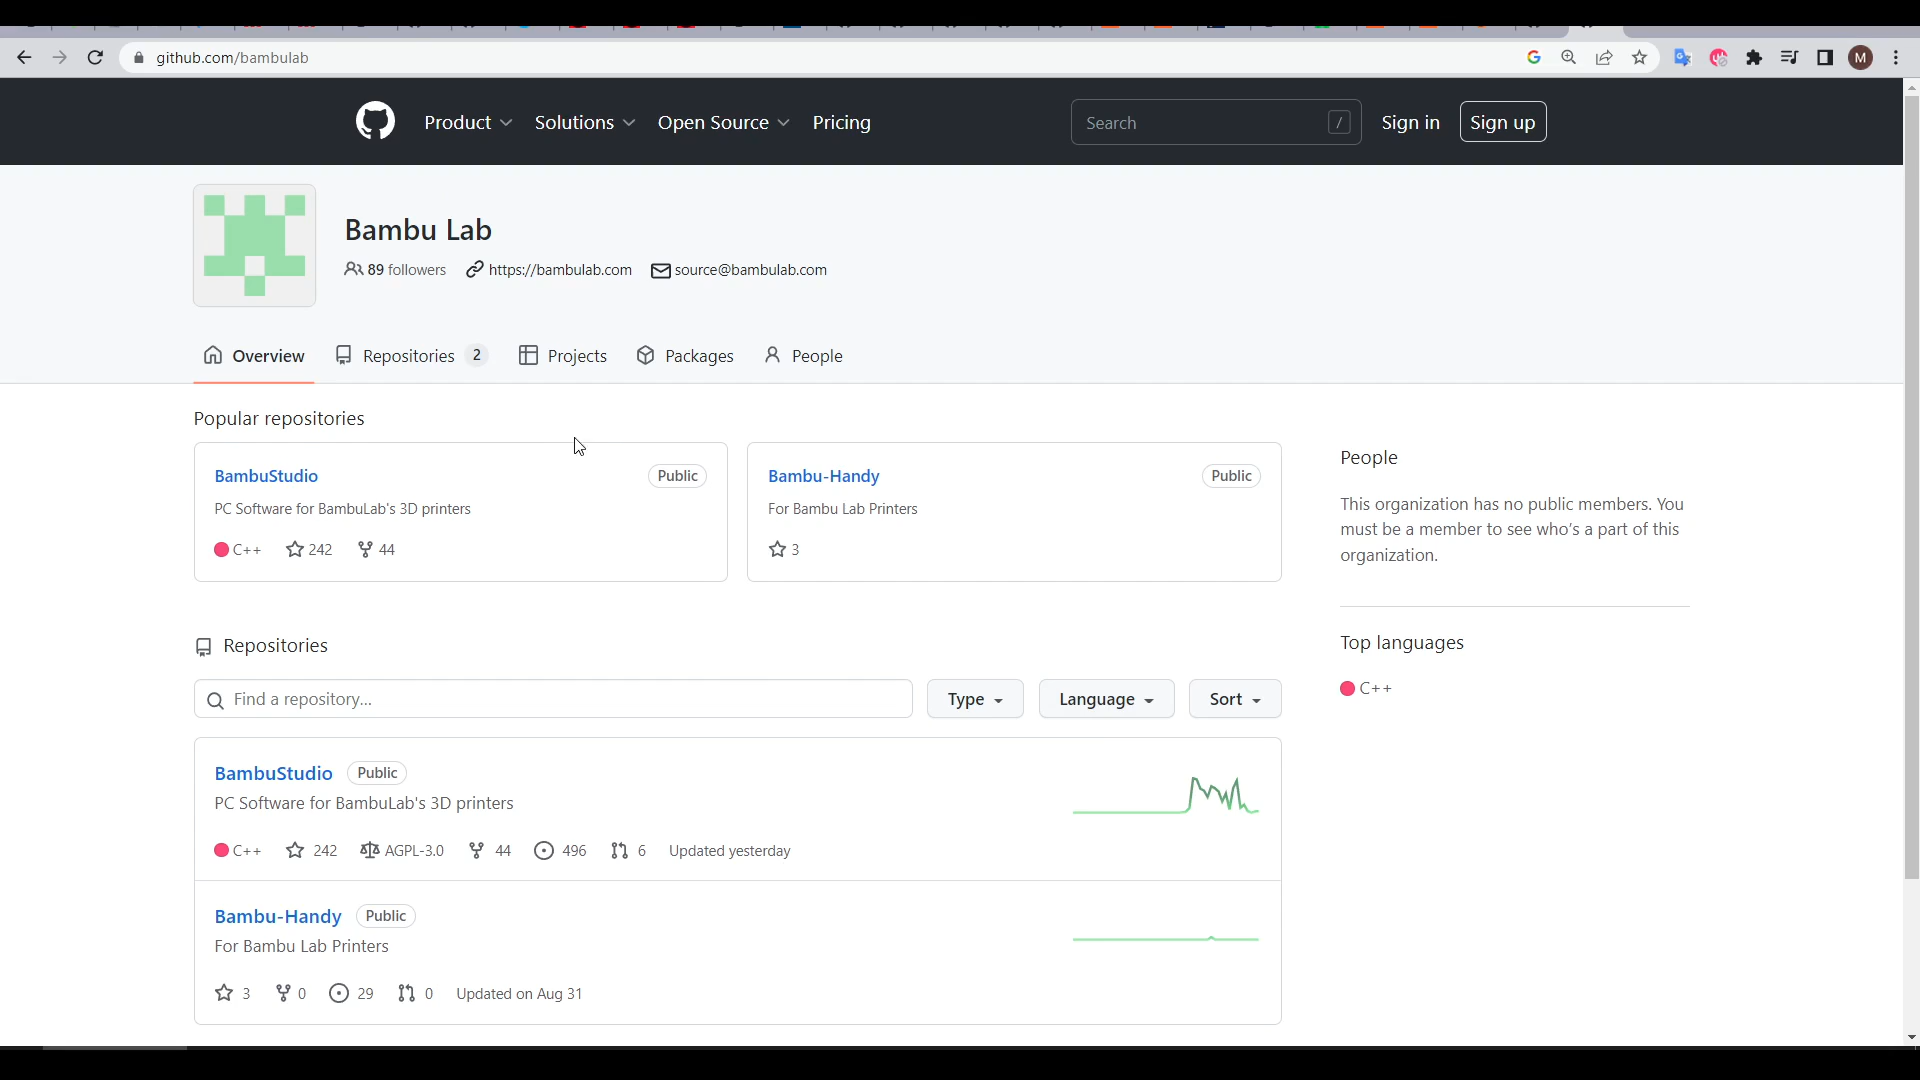 github.com/bambulab
M
Product Solutions Open Source Pricing Search / Sign in Sign up
Bambu Lab
89 followers https://bambulab.com source@bambulab.com
Overview Repositories 2 Projects Packages People
Popular repositories
BambuStudio Public
PC Software for BambuLab's 3D printers
C++ 242 44
Bambu-Handy Public
For Bambu Lab Printers
3
People
This organization has no public members. You
must be a member to see who's a part of this
organization.
Top languages
C++
Repositories
Find a repository... Type Language Sort
BambuStudio Public
PC Software for BambuLab's 3D printers
C++ 242 AGPL-3.0 44 496 6 Updated yesterday
Bambu-Handy Public
For Bambu Lab Printers
3 0 29 0 Updated on Aug 31